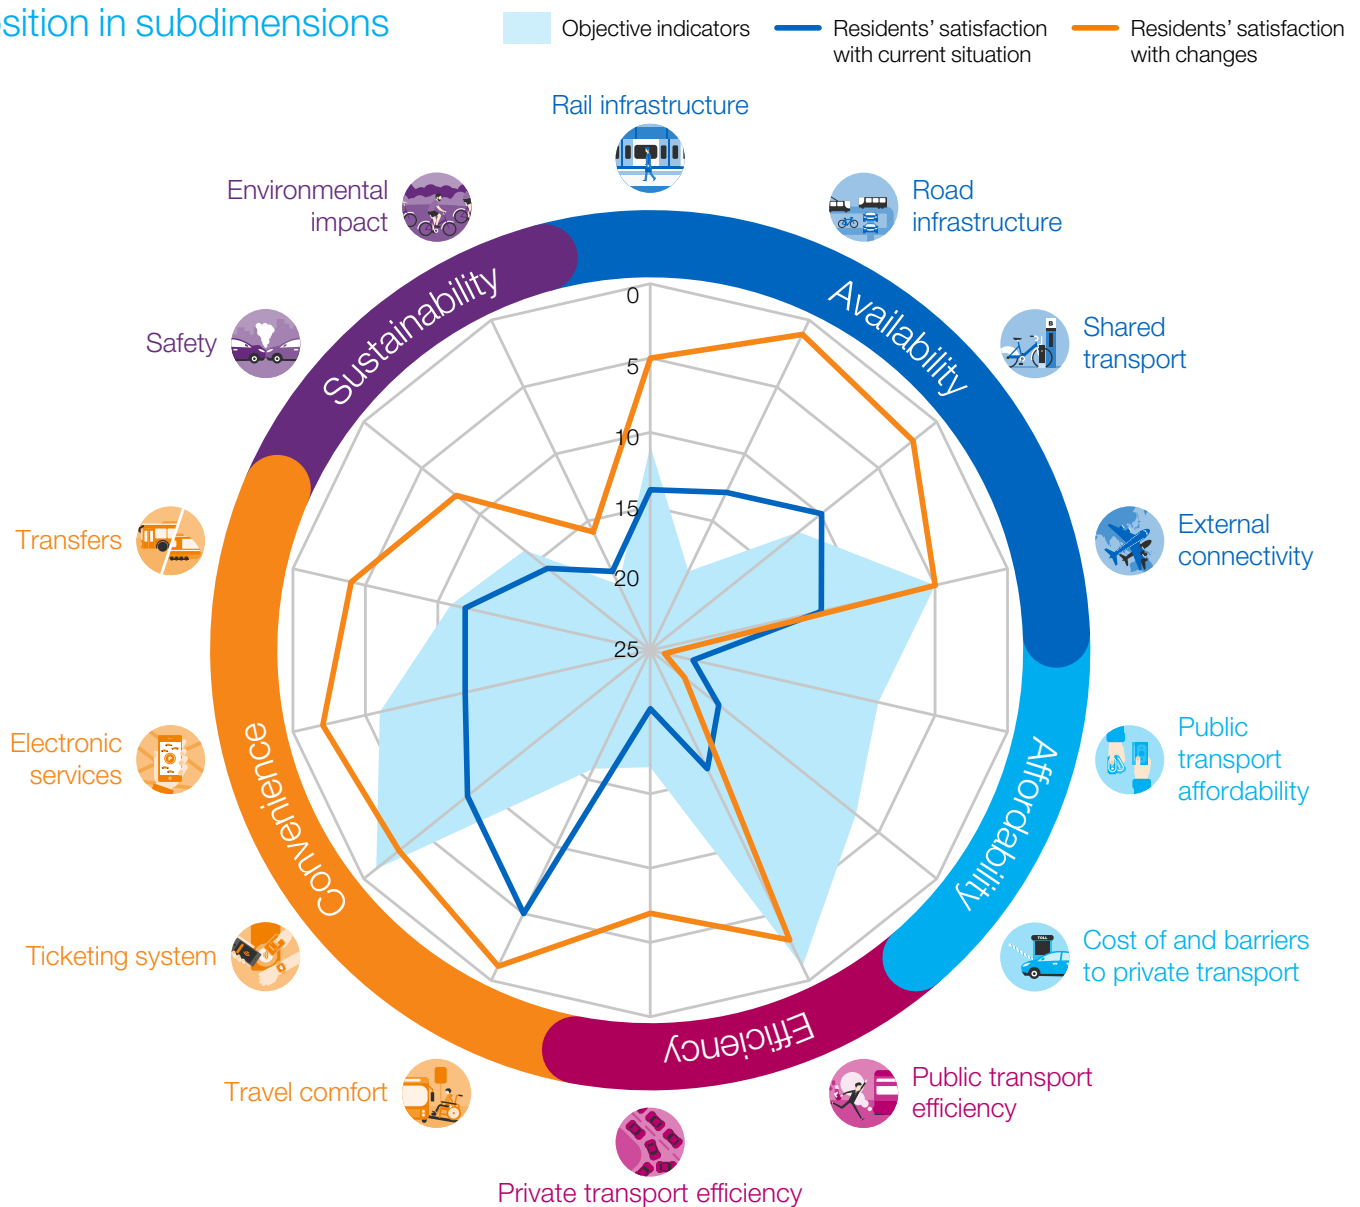 sition in subdimensions
Objective indicators
Residents’ satisfaction
with current situation
Residents’ satisfaction
with changes
Rail infrastructure
Road
infrastructure
Shared
transport
External
connectivity
Public
transport
affordability
Cost of and barriers
to private transport
Public transport
efficiency
Private transport efficiency
Travel comfort
Ticketing system
Electronic
services
Transfers
Safety
Environmental
impact
Availability
Affordability
Efficiency
Convenience
Sustainability
0
5
10
15
20
25
B
TOLL